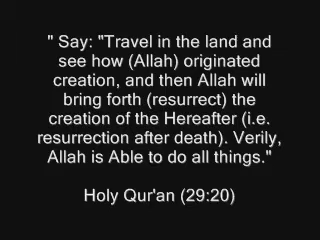 " Say: "Travel in the land and
see how (Allah) originated
creation, and then Allah will
bring forth (resurrect) the
creation of the Hereafter (i.e.
resurrection after death). Verily,
Allah is Able to do all things."
Holy Qur'an (29:20)